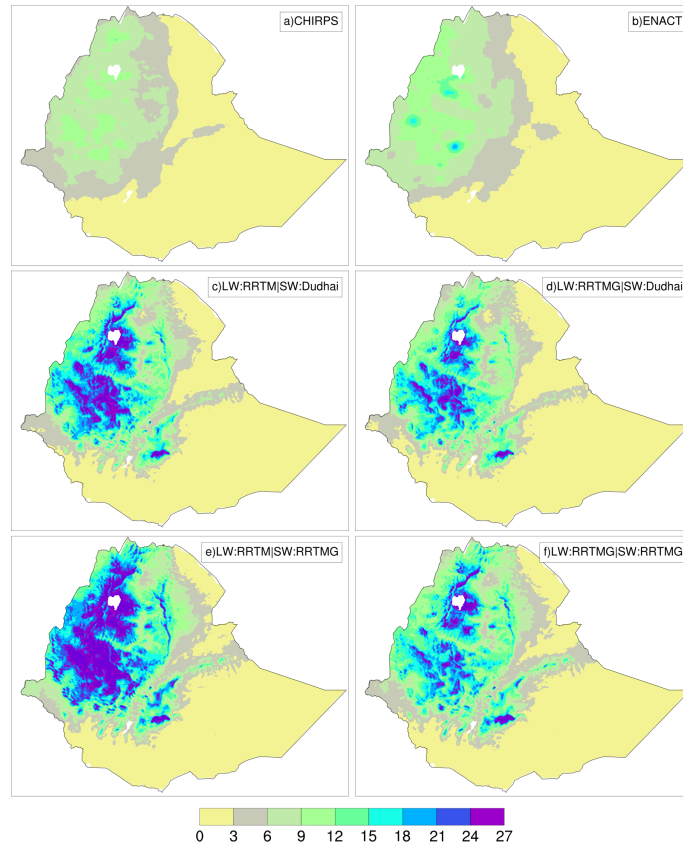 a)CHIRPS
b)ENACT
c)LW:RRTM|SW:Dudhai
d)LW:RRTMG|SW:Dudhai
e)LW:RRTM|SW:RRTMG
f)LW:RRTMG|SW:RRTMG
0 3 6 9 12 15 18 21 24 27